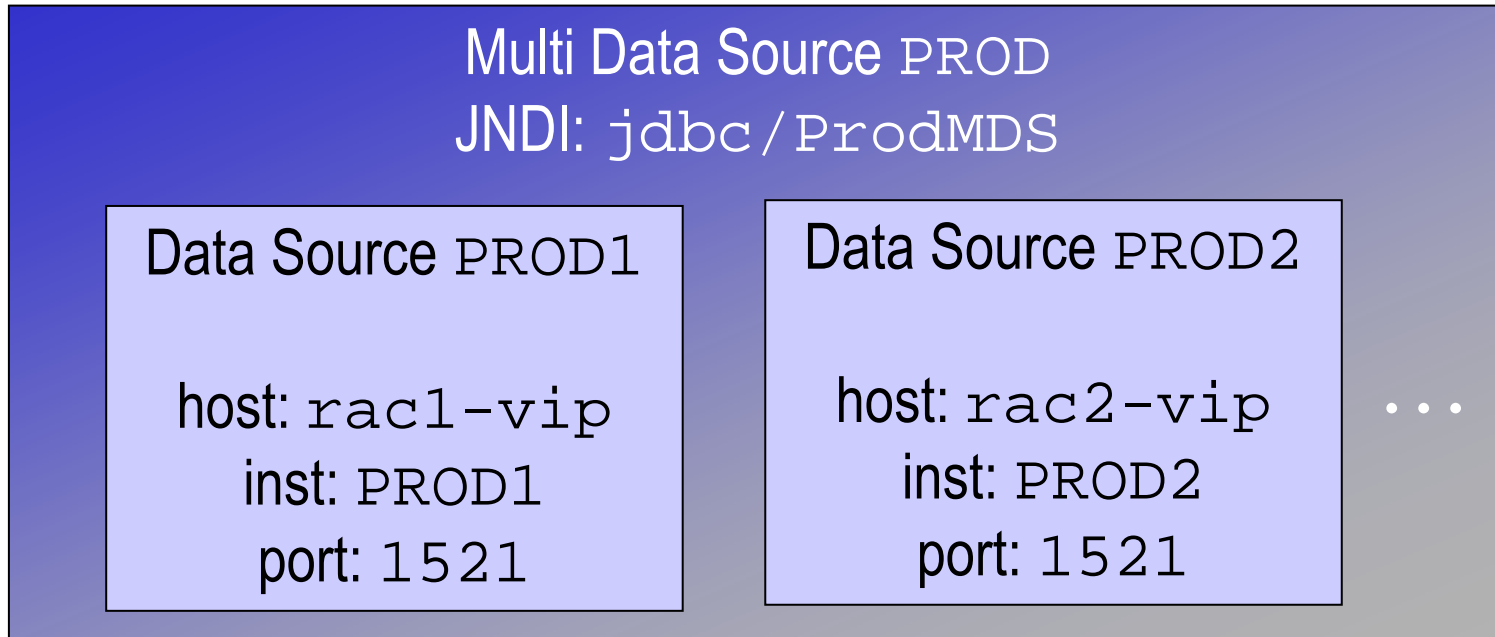 Multi Data Source PROD
JNDI: jdbc/ProdMDS
Data Source PROD1
host: rac1-vip
inst: PROD1
port: 1521
Data Source PROD2
host: rac2-vip
inst: PROD2
port: 1521
...